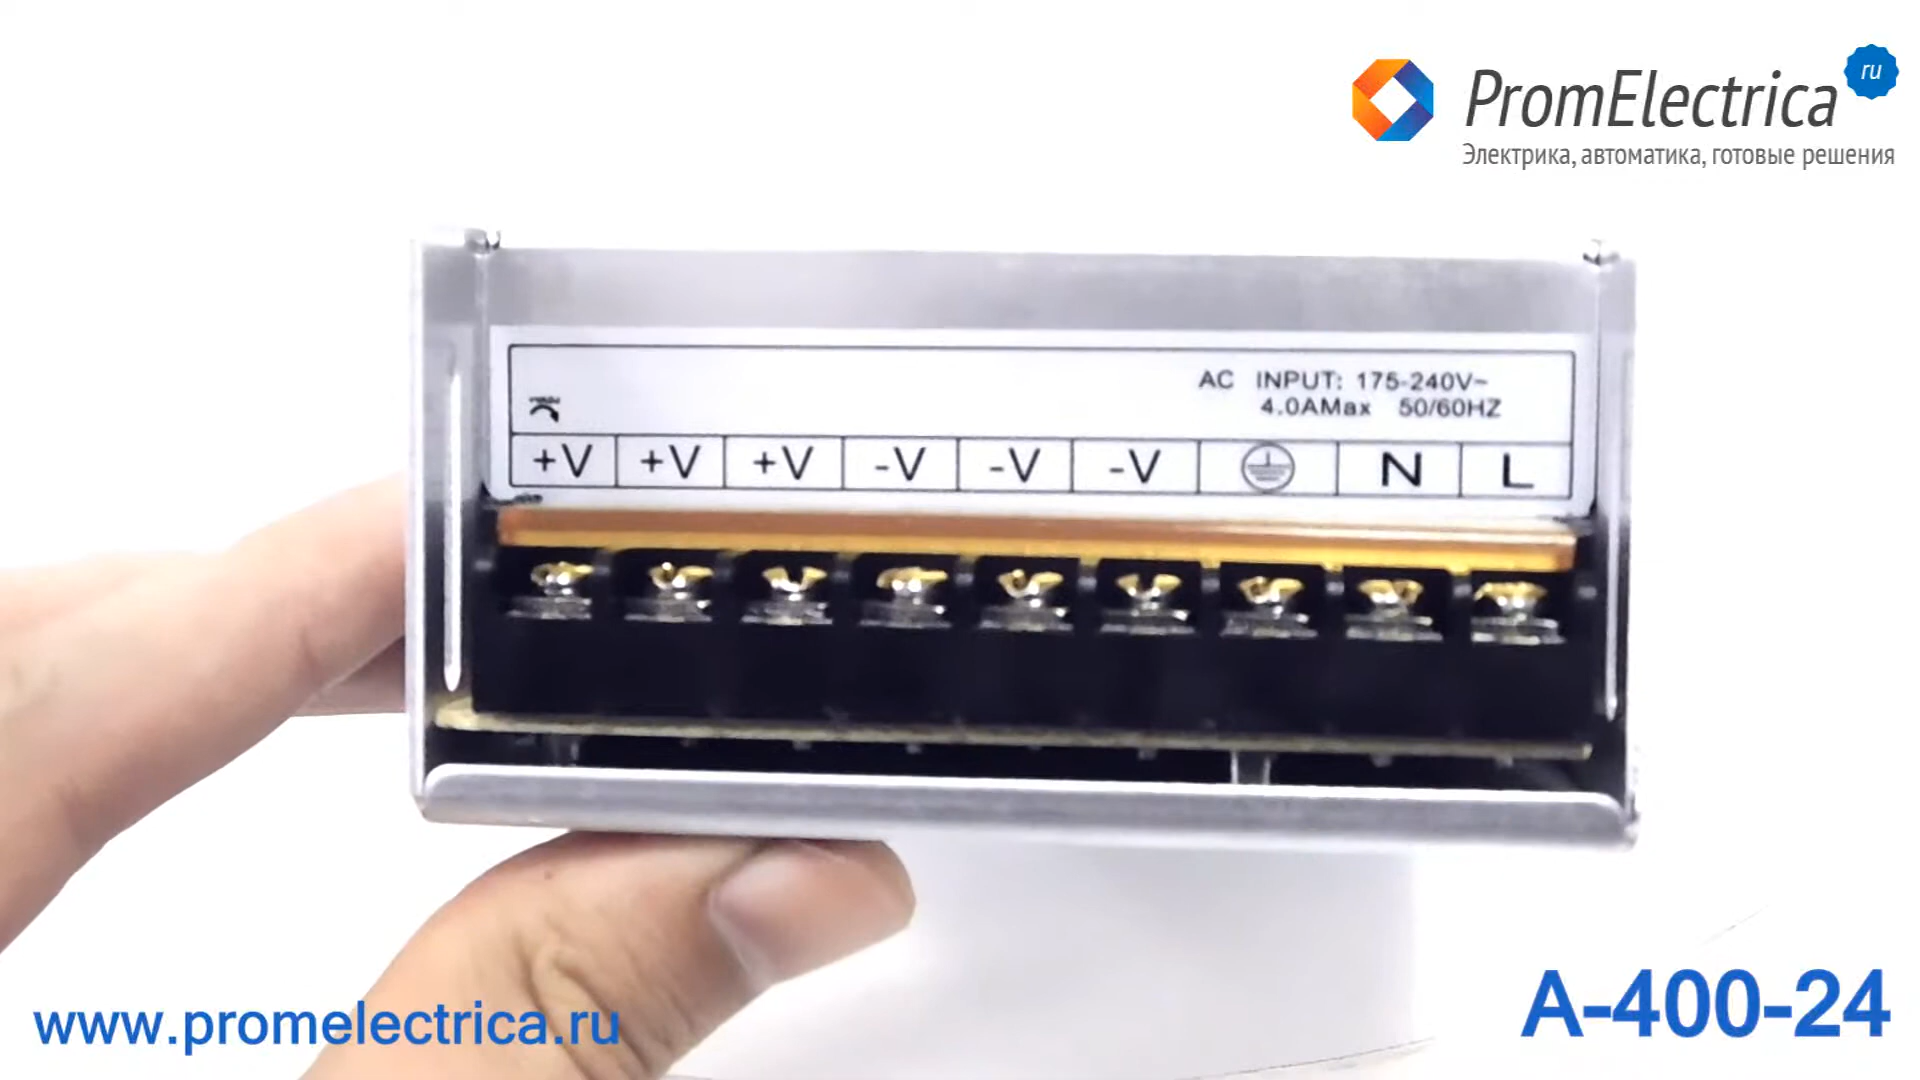 PromElectrica ru
Электрика, автоматика, готовые решения
AC INPUT: 175-240V~
4.0AMax 50/60HZ
+V +V +V -V -V -V N L
www.promelectrica.ru
A-400-24